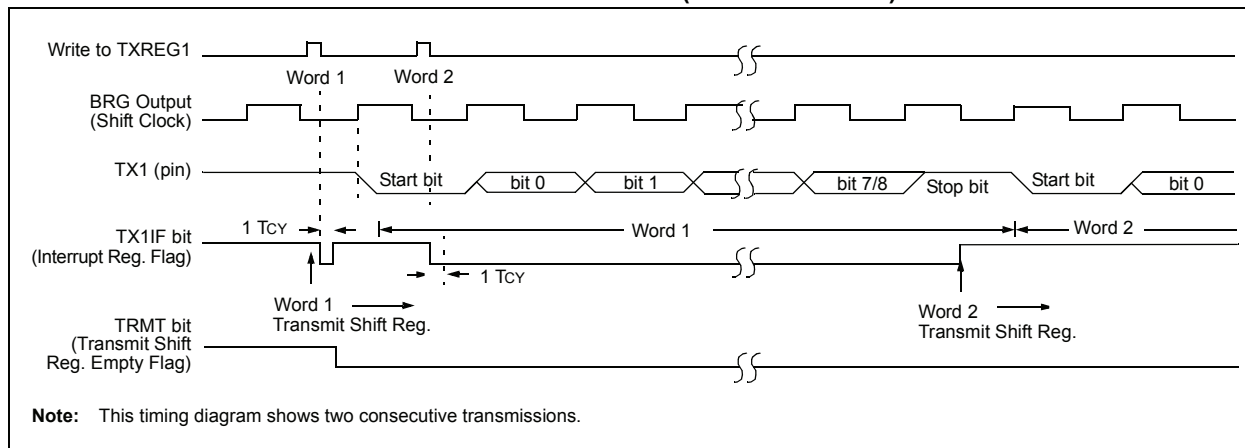 Write to TXREG1
Word 1
Word 2
BRG Output
(Shift Clock)
TX1 (pin)
Start bit
bit 0
bit 1
bit 7/8
Stop bit
Start bit
bit 0
1 TCY
Word 1
Word 2
TX1IF bit
(Interrupt Reg. Flag)
1 TCY
Word 1
Transmit Shift Reg.
Word 2
Transmit Shift Reg.
TRMT bit
(Transmit Shift
Reg. Empty Flag)
Note: This timing diagram shows two consecutive transmissions.